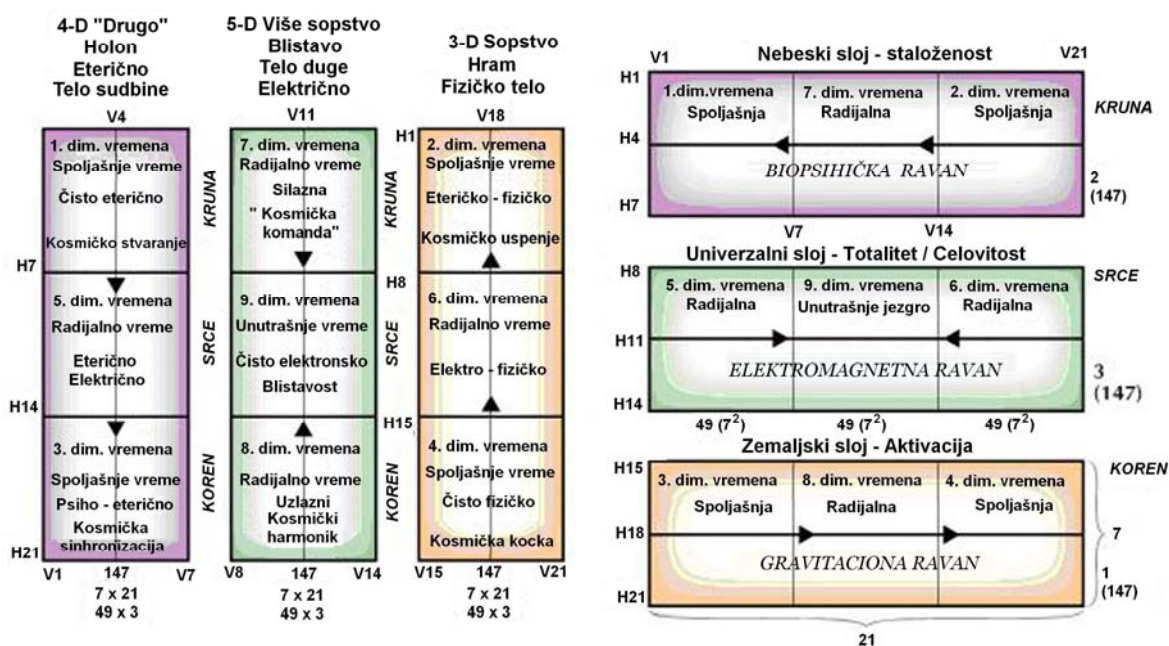 4-D "Drugo"
Holon
Eterično
Telo sudbine
V4
1. dim. vremena
Spoljašnje vreme
Čisto eterično
Kosmičko stvaranje
H7
5. dim. vremena
Radijalno vreme
Eterično
Električno
H14
3. dim. vremena
Spoljašnje vreme
Psiho - eterično
Kosmička
sinhronizacija
H21
V1 147 V7
7 x 21
49 x 3
KRUNA
SRCE
KOREN
5-D Više sopstvo
Blistavo
Telo duge
Električno
V11
7. dim. vremena
Radijalno vreme
Silazna
" Kosmička
komanda"
9. dim. vremena
Unutrašnje vreme
Čisto elektronsko
Blistavost
8. dim. vremena
Radijalno vreme
Uzlazni
Kosmički
harmonik
V8 147 V14
7 x 21
49 x 3
KRUNA
SRCE
KOREN
3-D Sopstvo
Hram
Fizičko telo
V18
H1
2. dim. vremena
Spoljašnje vreme
Eteričko - fizičko
Kosmičko uspenje
H8
6. dim. vremena
Radijalno vreme
Elektro - fizičko
H15
4. dim. vremena
Spoljašnje vreme
Čisto fizičko
Kosmička kocka
V15 147 V21
7 x 21
49 x 3
Nebeski sloj - staloženost
V1 V21
H1
1.dim.vremena 7. dim. vremena 2. dim. vremena
Spoljašnja Radijalna Spoljašnja
KRUNA
H4
BIOPSIHIČKA RAVAN
2
(147)
H7
V7 V14
Univerzalni sloj - Totalitet / Celovitost
H8
5. dim. vremena 9. dim. vremena 6. dim. vremena
Radijalna Unutrašnje jezgro Radijalna
SRCE
H11
ELEKTROMAGNETNA RAVAN
3
(147)
H14
49 (7²) 49 (7²) 49 (7²)
Zemaljski sloj - Aktivacija
H15
3. dim. vremena 8. dim. vremena 4. dim. vremena
Spoljašnja Radijalna Spoljašnja
KOREN
H18
7
GRAVITACIONA RAVAN
1
(147)
H21
21